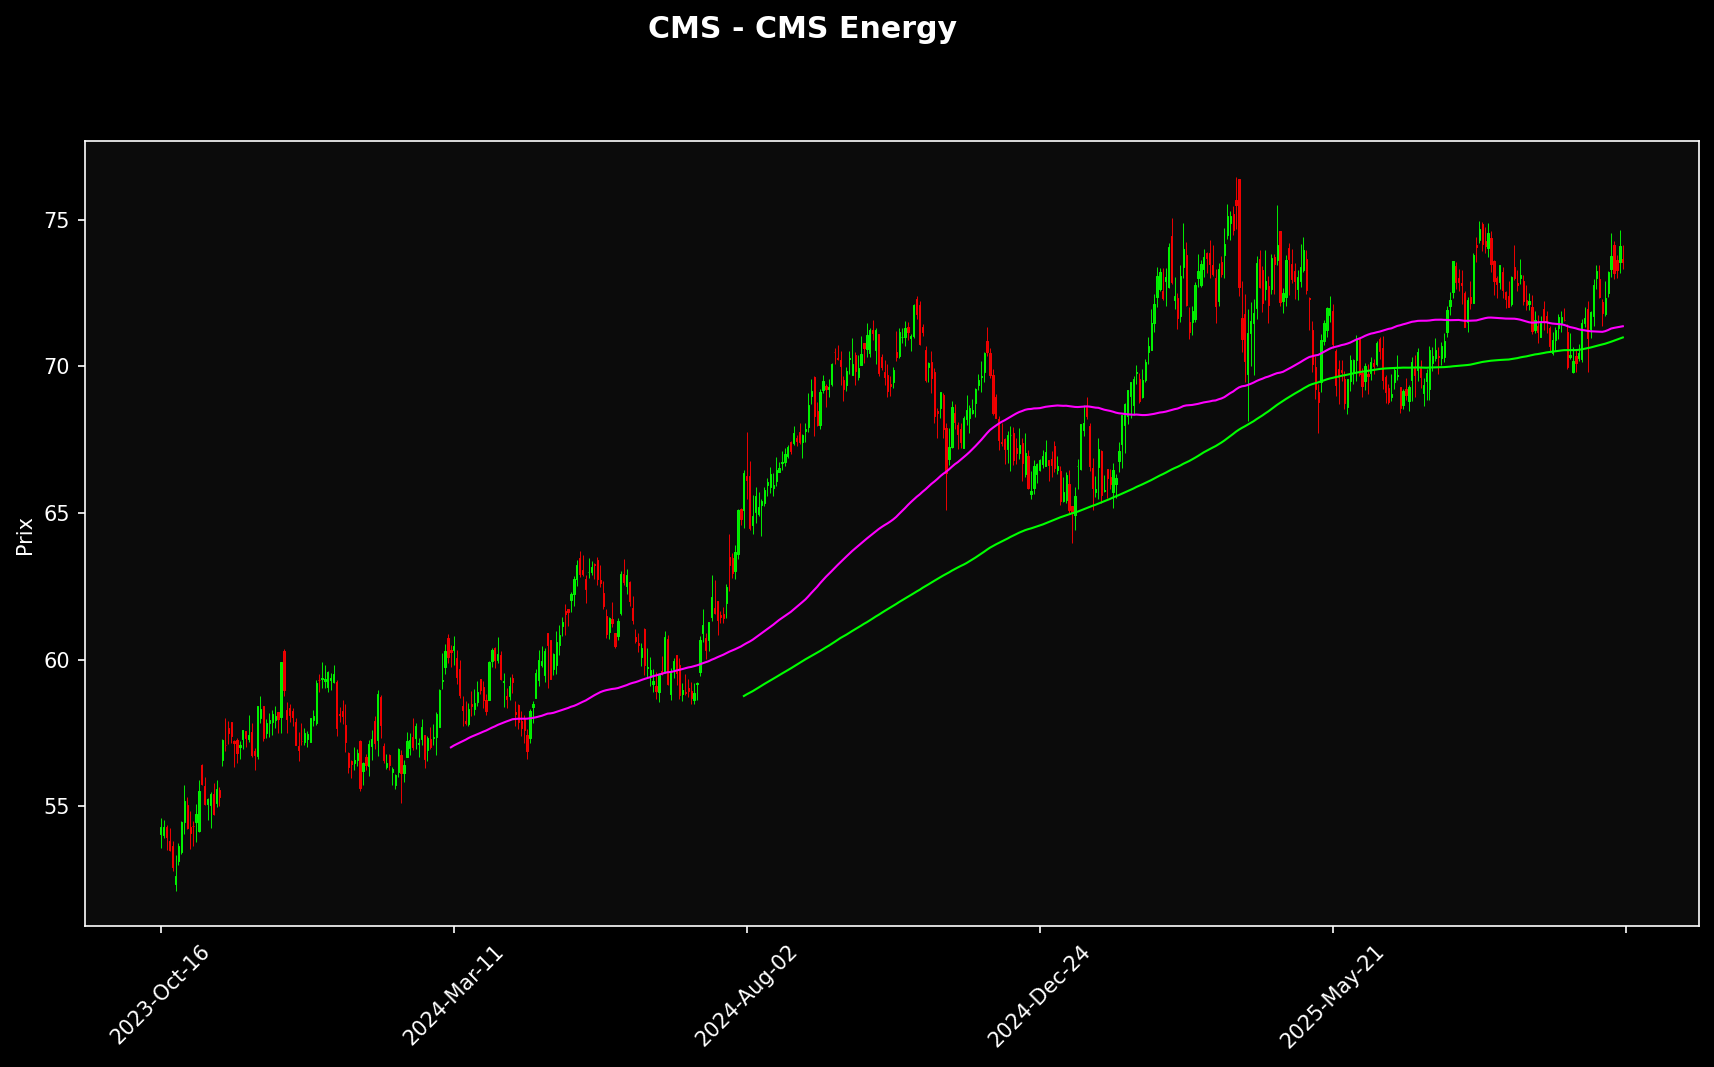 CMS - CMS Energy
Prix
75
70
65
60
55
2023-Oct-16
2024-Mar-11
2024-Aug-02
2024-Dec-24
2025-May-21